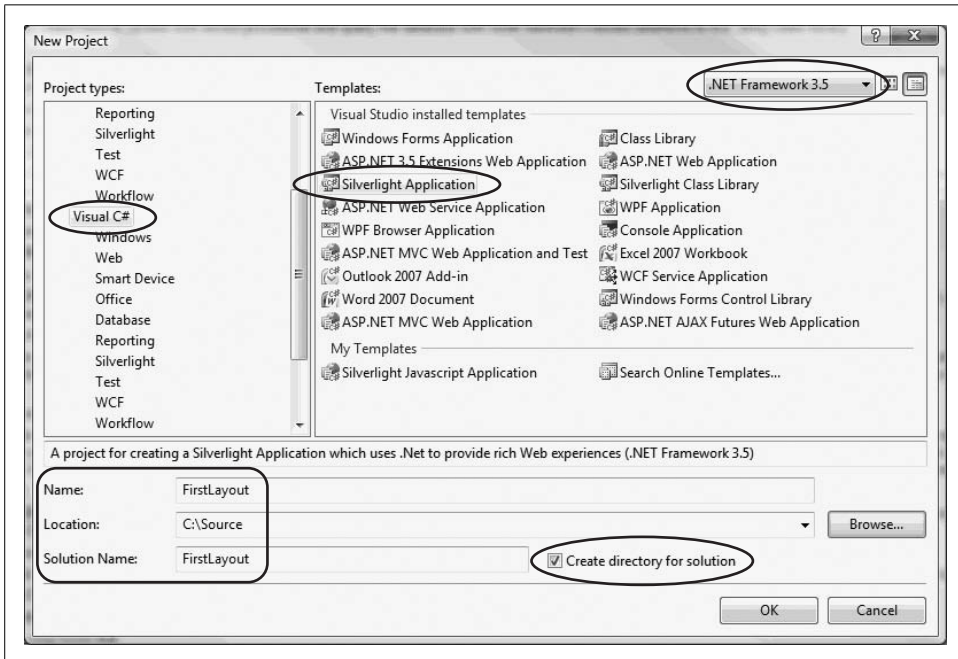 New Project
Project types:
Templates:
.NET Framework 3.5
Reporting
Silverlight
Test
WCF
Workflow
Visual C#
Windows
Web
Smart Device
Office
Database
Reporting
Silverlight
Test
WCF
Workflow
Visual Studio installed templates
Windows Forms Application
Class Library
ASP.NET 3.5 Extensions Web Application
ASP.NET Web Application
Silverlight Application
Silverlight Class Library
ASP.NET Web Service Application
WPF Application
WPF Browser Application
Console Application
ASP.NET MVC Web Application and Test
Excel 2007 Workbook
Outlook 2007 Add-in
WCF Service Application
Word 2007 Document
Windows Forms Control Library
ASP.NET MVC Web Application
ASP.NET AJAX Futures Web Application
My Templates
Silverlight Javascript Application
Search Online Templates...
A project for creating a Silverlight Application which uses .Net to provide rich Web experiences (.NET Framework 3.5)
Name: FirstLayout
Location: C:\Source
Browse...
Solution Name: FirstLayout
Create directory for solution
OK
Cancel